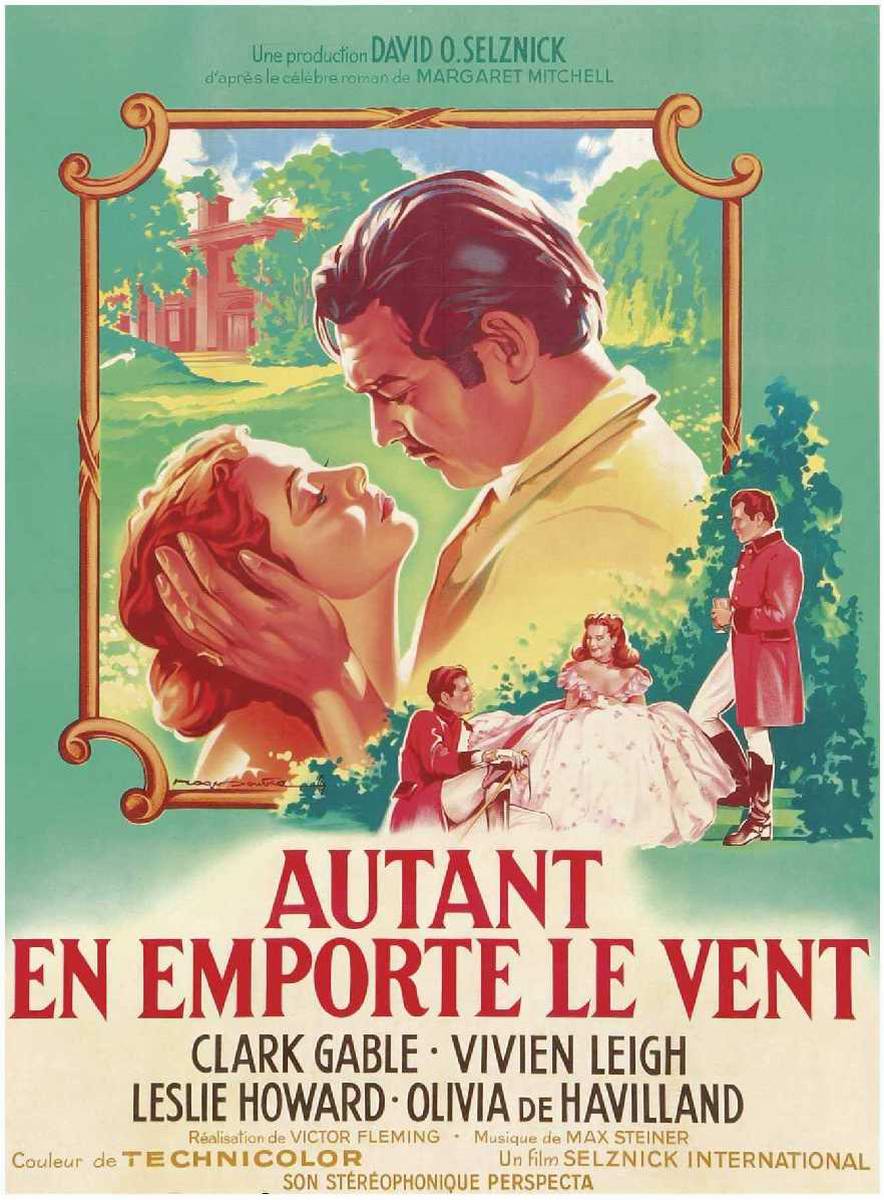 Une production DAVID O. SELZNICK
d'après le célèbre roman de MARGARET MITCHELL
AUTANT
EN EMPORTE LE VENT
CLARK GABLE · VIVIEN LEIGH
LESLIE HOWARD · OLIVIA DE HAVILLAND
Réalisation de VICTOR FLEMING · Musique de MAX STEINER
Couleur de TECHNICOLOR Un film SELZNICK INTERNATIONAL
SON STÉRÉOPHONIQUE PERSPECTA